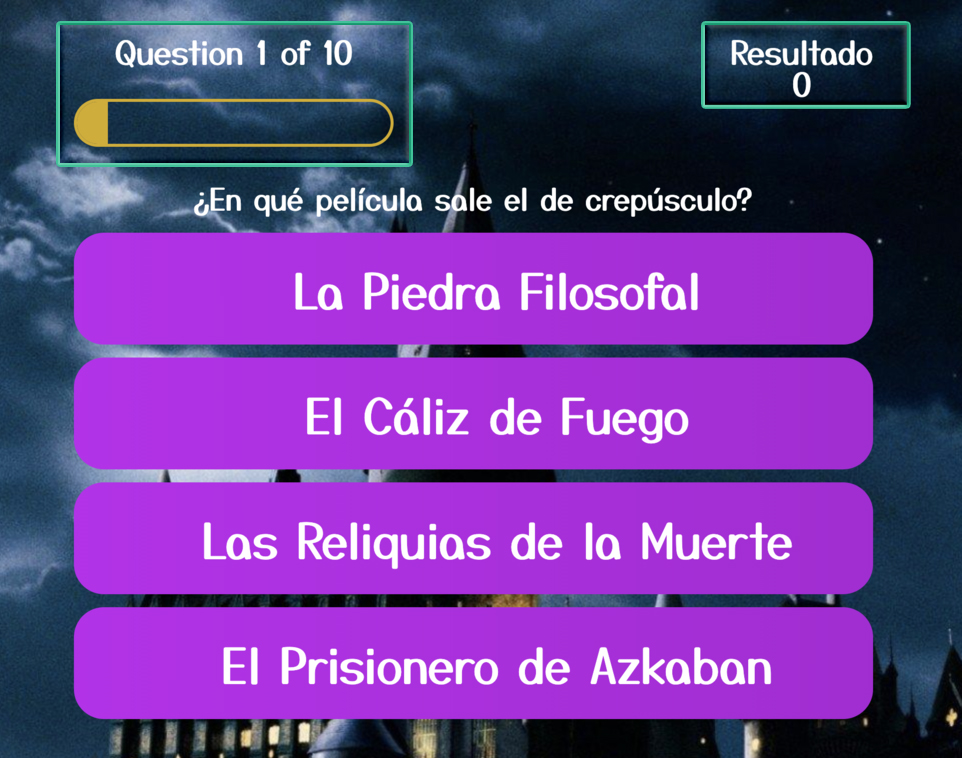 Question 1 of 10
Resultado
0
¿En qué película sale el de crepúsculo?
La Piedra Filosofal
El Cáliz de Fuego
Las Reliquias de la Muerte
El Prisionero de Azkaban